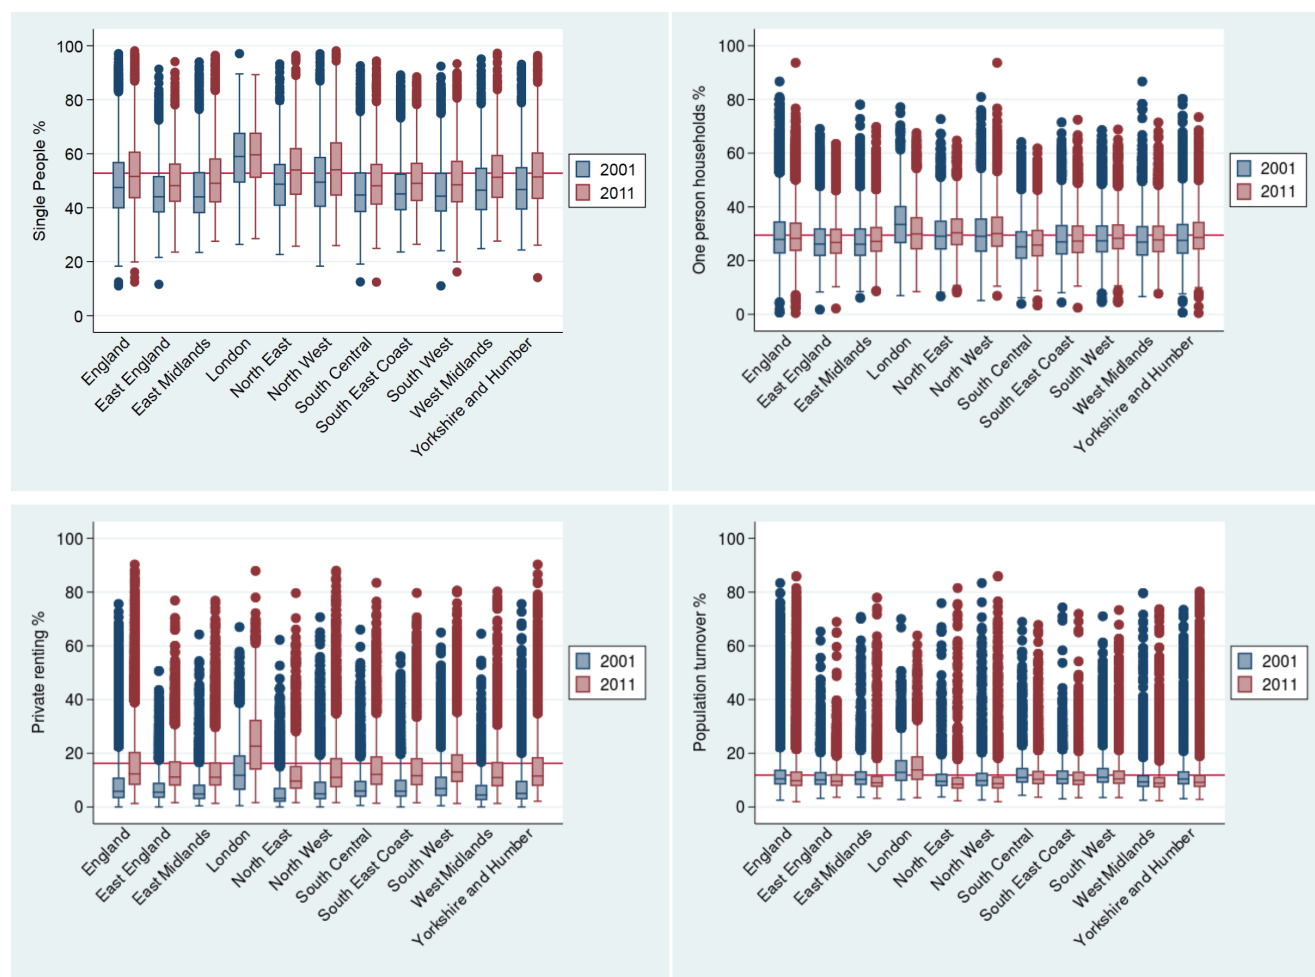 Single People %
100
80
60
40
20
0
England
East England
East Midlands
London
North East
North West
South Central
South East Coast
South West
West Midlands
Yorkshire and Humber
2001
2011
One person households %
100
80
60
40
20
0
England
East England
East Midlands
London
North East
North West
South Central
South East Coast
South West
West Midlands
Yorkshire and Humber
2001
2011
Private renting %
100
80
60
40
20
0
England
East England
East Midlands
London
North East
North West
South Central
South East Coast
South West
West Midlands
Yorkshire and Humber
2001
2011
Population turnover %
100
80
60
40
20
0
England
East England
East Midlands
London
North East
North West
South Central
South East Coast
South West
West Midlands
Yorkshire and Humber
2001
2011